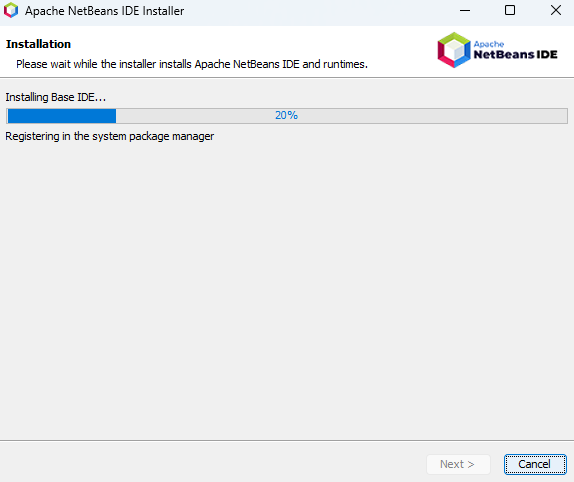 Apache NetBeans IDE Installer
Installation
Please wait while the installer installs Apache NetBeans IDE and runtimes.
Apache
NetBeans IDE
Installing Base IDE...
20%
Registering in the system package manager
Next >
Cancel